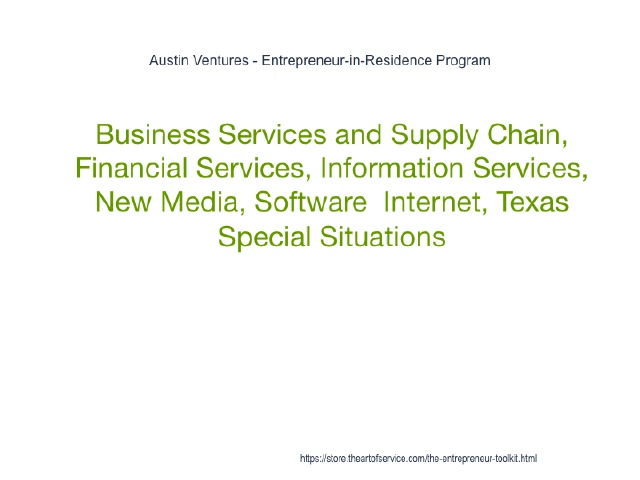 Austin Ventures - Entrepreneur-in-Residence Program
Business Services and Supply Chain,
Financial Services, Information Services,
New Media, Software  Internet, Texas
Special Situations
https://store.theartofservice.com/the-entrepreneur-toolkit.html